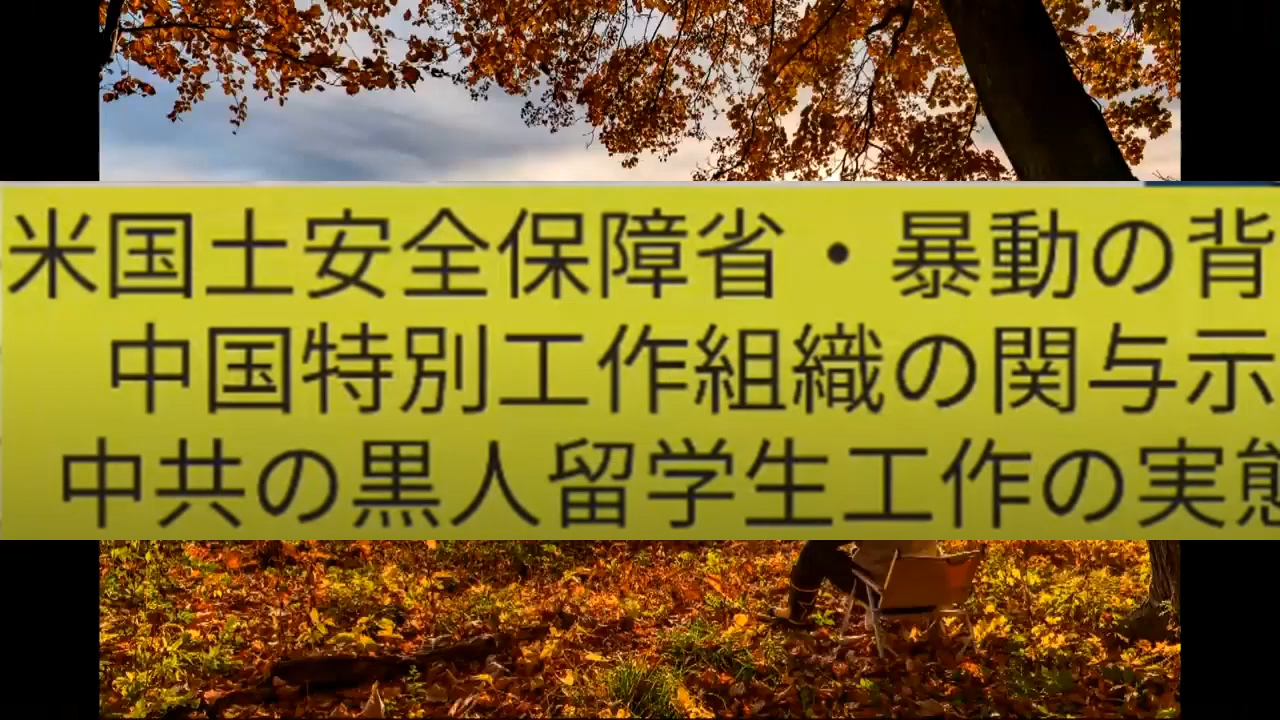 米国土安全保障省・暴動の背
中国特別工作組織の関与示
中共の黒人留学生工作の実態